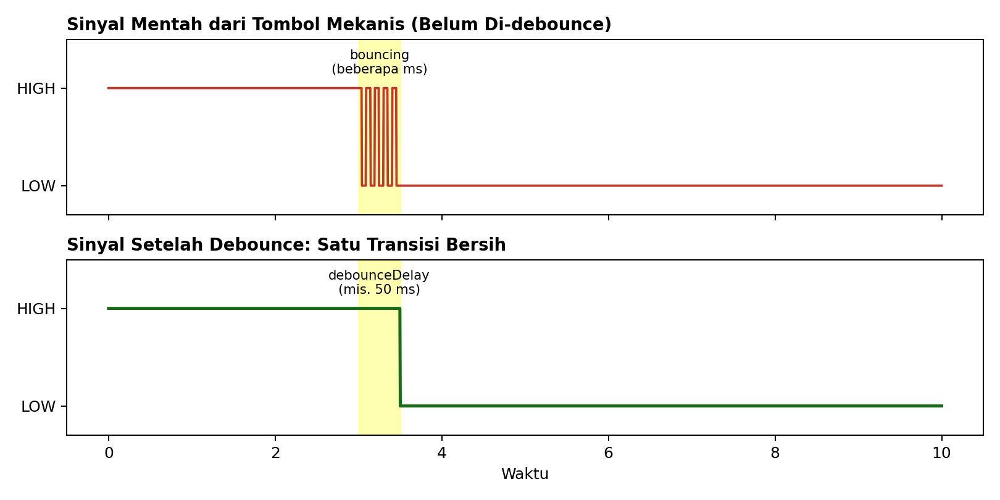 Sinyal Mentah dari Tombol Mekanis (Belum Di-debounce)
bouncing
(beberapa ms)
HIGH
LOW
Sinyal Setelah Debounce: Satu Transisi Bersih
debounceDelay
(mis. 50 ms)
HIGH
LOW
0 2 4 6 8 10
Waktu